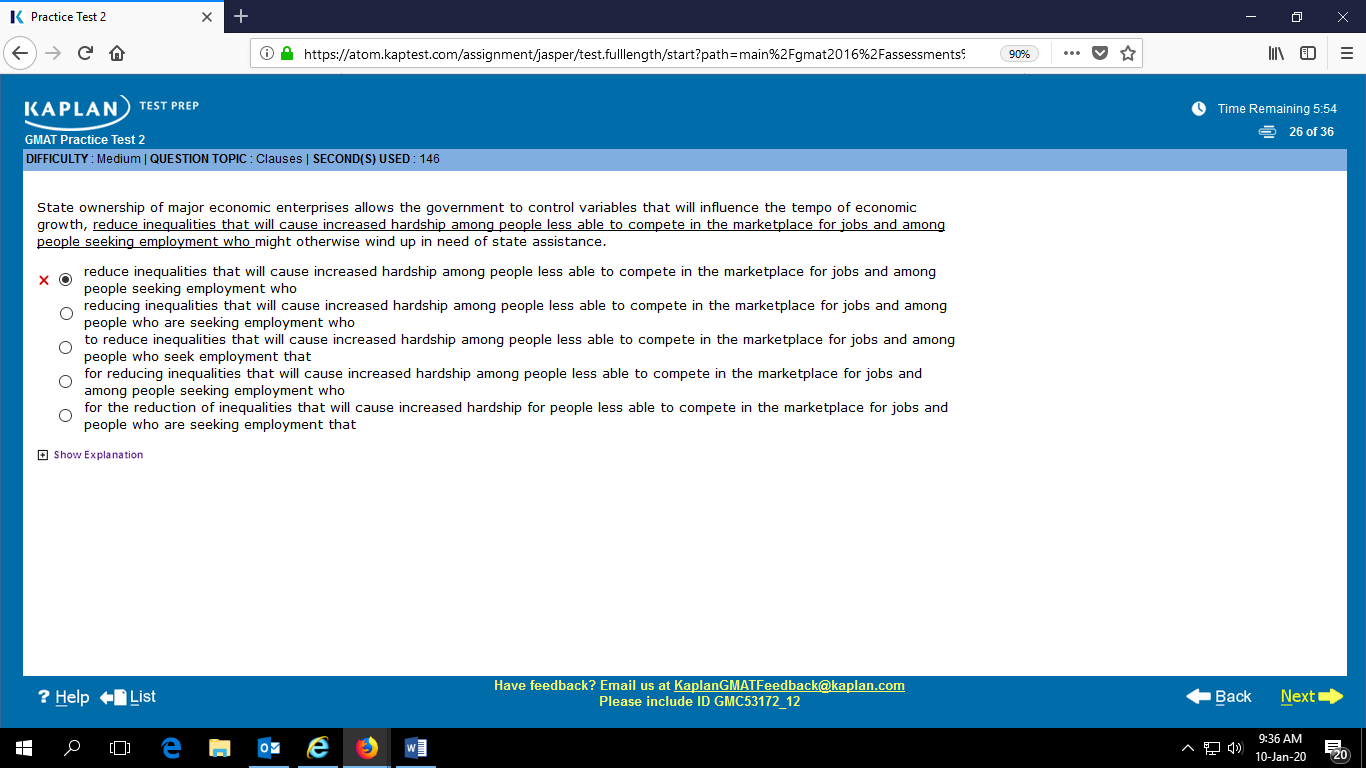 Practice Test 2
https://atom.kaptest.com/assignment/jasper/test.fulllength/start?path=main%2Fgmat2016%2Fassessments%
90%
KAPLAN TEST PREP
GMAT Practice Test 2
Time Remaining 5:54
26 of 36
DIFFICULTY : Medium | QUESTION TOPIC : Clauses | SECOND(S) USED : 146
State ownership of major economic enterprises allows the government to control variables that will influence the tempo of economic
growth, reduce inequalities that will cause increased hardship among people less able to compete in the marketplace for jobs and among
people seeking employment who might otherwise wind up in need of state assistance.
reduce inequalities that will cause increased hardship among people less able to compete in the marketplace for jobs and among
people seeking employment who
reducing inequalities that will cause increased hardship among people less able to compete in the marketplace for jobs and among
people who are seeking employment who
to reduce inequalities that will cause increased hardship among people less able to compete in the marketplace for jobs and among
people who seek employment that
for reducing inequalities that will cause increased hardship among people less able to compete in the marketplace for jobs and
among people seeking employment who
for the reduction of inequalities that will cause increased hardship for people less able to compete in the marketplace for jobs and
people who are seeking employment that
Show Explanation
? Help List
Have feedback? Email us at KaplanGMATFeedback@kaplan.com
Please include ID GMC53172_12
Back Next
9:36 AM
10-Jan-20
20